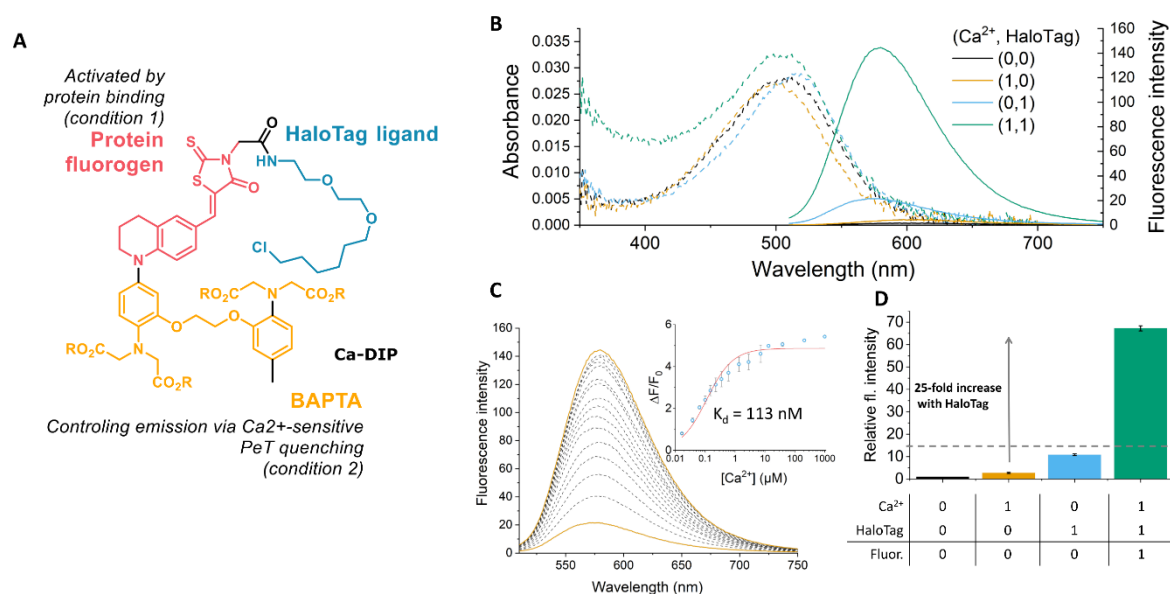 A
Activated by
protein binding
(condition 1)
Protein
fluorogen
HaloTag ligand
S
N
O
HN
S
O
O
O
Cl
N
RO2C
CO2R
N
O
O
RO2C
N
CO2R
Ca-DIP
BAPTA
Controling emission via Ca2+-sensitive
PeT quenching
(condition 2)
B
Absorbance
0.035
0.030
0.025
0.020
0.015
0.010
0.005
0.000
400
500
600
700
Wavelength (nm)
(Ca2+, HaloTag)
(0,0)
(1,0)
(0,1)
(1,1)
160
140
120
100
80
60
40
20
0
Fluorescence intensity
C
Fluorescence intensity
160
140
120
100
80
60
40
20
0
550
600
650
700
750
Wavelength (nm)
ΔF/F0
6
4
2
0
0.01
0.1
1
10
100
1000
[Ca2+] (µM)
Kd = 113 nM
D
Relative fl. intensity
70
60
50
40
30
20
10
0
25-fold increase
with HaloTag
Ca2+ 0 1 0 1
HaloTag 0 0 1 1
Fluor. 0 0 0 1